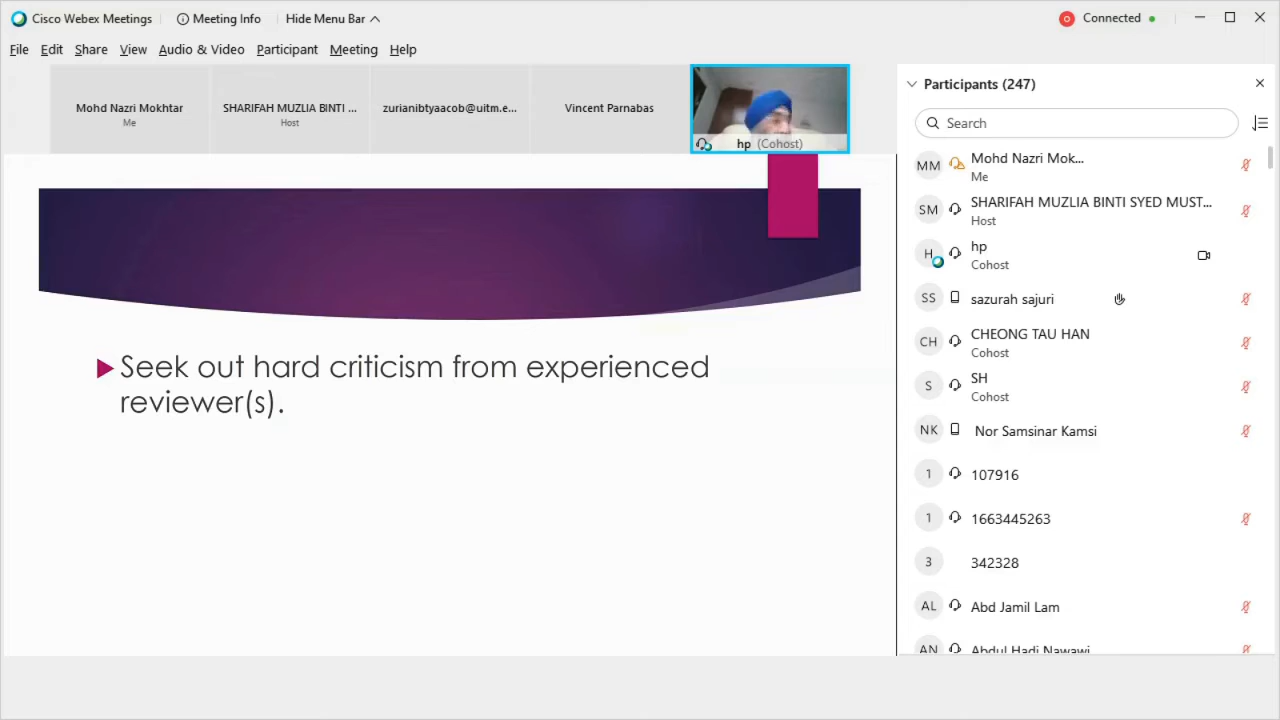 Cisco Webex Meetings
Meeting Info
Hide Menu Bar
Connected
File Edit Share View Audio & Video Participant Meeting Help
Mohd Nazri Mokhtar
Me
SHARIFAH MUZLIA BINTI ...
Host
zurianibtyaacob@uitm.e...
Vincent Parnabas
hp (Cohost)
Seek out hard criticism from experienced
reviewer(s).
Participants (247)
Search
MM Mohd Nazri Mok...
Me
SM SHARIFAH MUZLIA BINTI SYED MUST...
Host
H hp
Cohost
SS sazurah sajuri
CH CHEONG TAU HAN
Cohost
S SH
Cohost
NK Nor Samsinar Kamsi
1 107916
1 1663445263
3 342328
AL Abd Jamil Lam
AN Abdul Hadi Nawawi